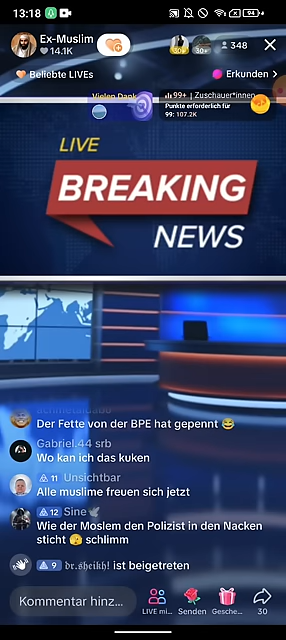 13:18
94
Ex-Muslim
14.1K
348
Beliebte LIVEs
Erkunden
Vielen Dank
99+ | Zuschauer*innen
Punkte erforderlich für
99: 107.2K
LIVE
BREAKING
NEWS
Der Fette von der BPE hat gepennt 😂
Gabriel.44 srb
Wo kan ich das kuken
11 Unsichtbar
Alle muslime freuen sich jetzt
12 Sine 🕊
Wie der Moslem den Polizist in den Nacken
sticht 🫣 schlimm
9 𝔡𝔯.𝔰𝔥𝔢𝔦𝔨𝔥! ist beigetreten
Kommentar hinz...
LIVE mi...
Senden
Gesche...
30